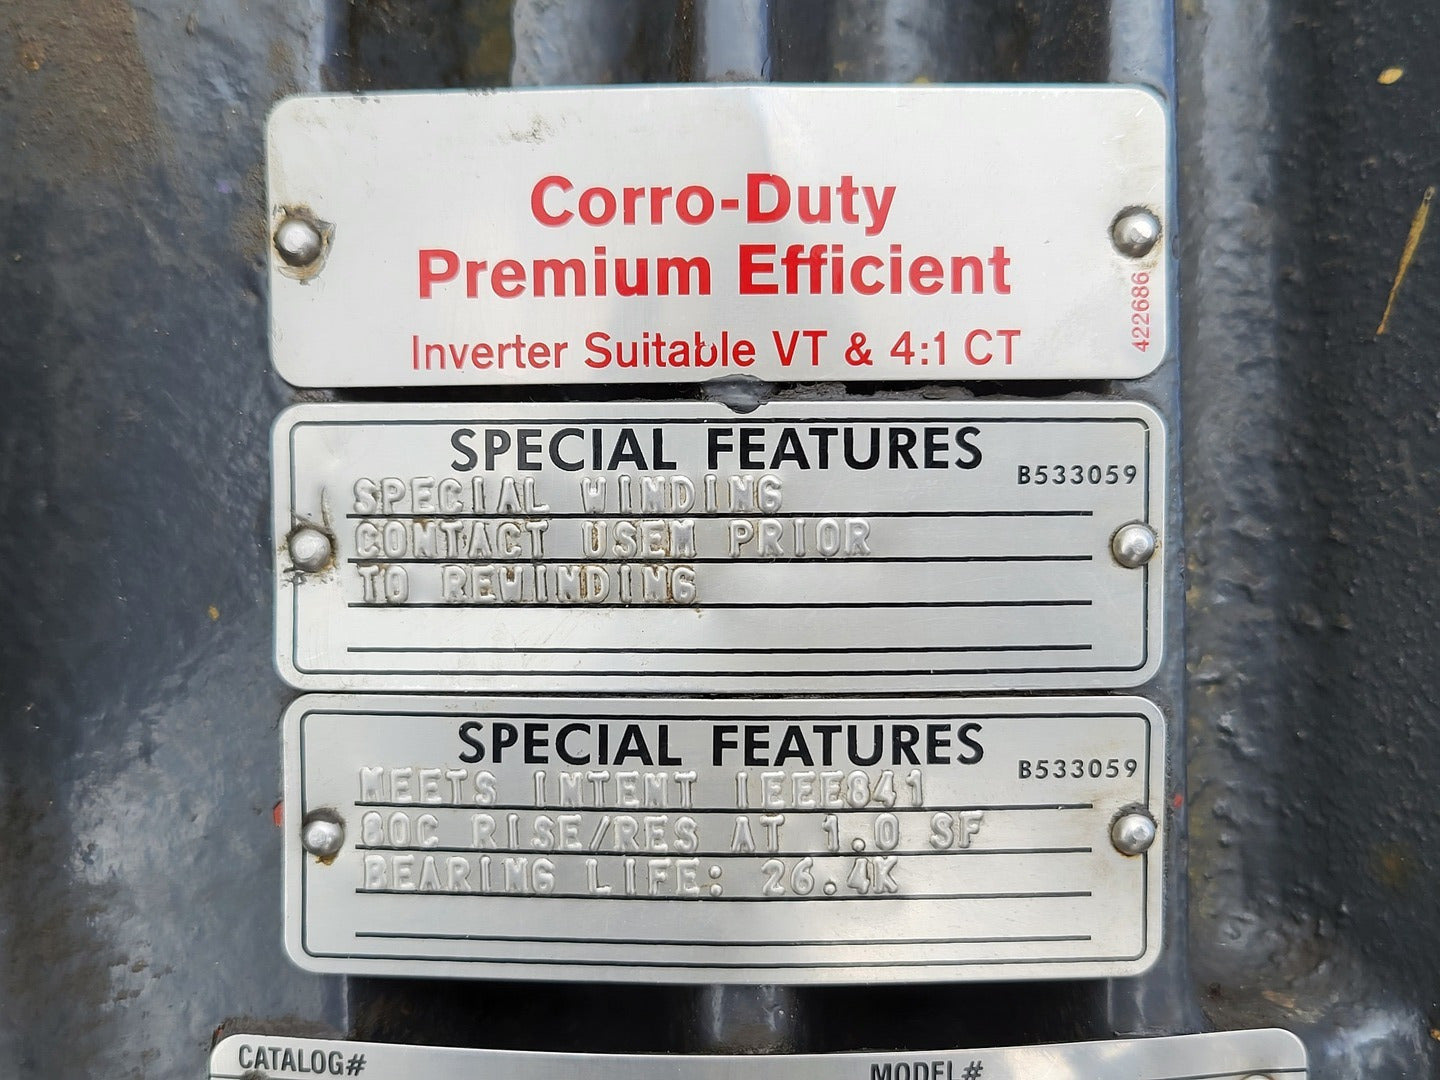 Corro-Duty
Premium Efficient
Inverter Suitable VT & 4:1 CT
422686
SPECIAL FEATURES
B533059
SPECIAL WINDING
CONTACT USEM PRIOR
TO REWINDING
SPECIAL FEATURES
B533059
MEETS INTENT IEEE841
80C RISE/RES AT 1.0 SF
BEARING LIFE: 26.4K
CATALOG#
MODEL#